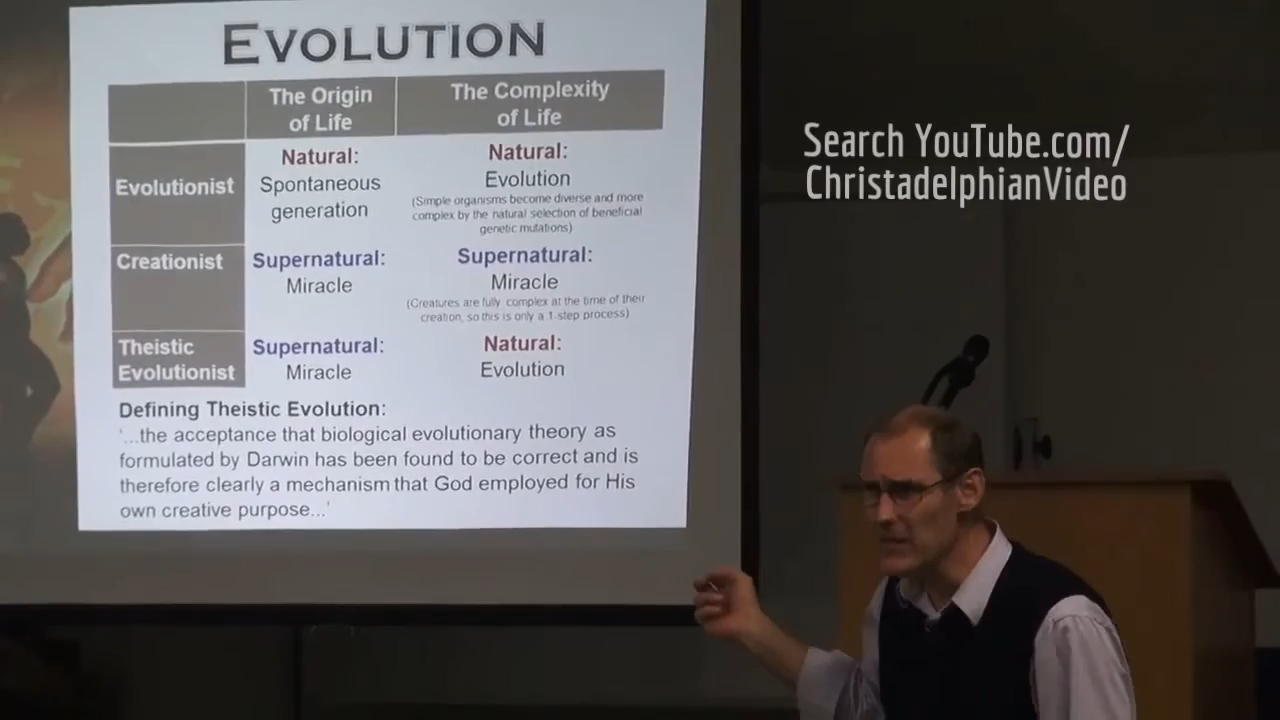 EVOLUTION
The Origin
of Life
The Complexity
of Life
Evolutionist
Natural:
Spontaneous
generation
Natural:
Evolution
(Simple organisms become diverse and more
complex by the natural selection of beneficial
genetic mutations)
Creationist
Supernatural:
Miracle
Supernatural:
Miracle
(Creatures are fully complex at the time of their
creation, so this is only a 1-step process)
Theistic
Evolutionist
Supernatural:
Miracle
Natural:
Evolution
Defining Theistic Evolution:
'...the acceptance that biological evolutionary theory as
formulated by Darwin has been found to be correct and is
therefore clearly a mechanism that God employed for His
own creative purpose...'
Search YouTube.com/
ChristadelphianVideo